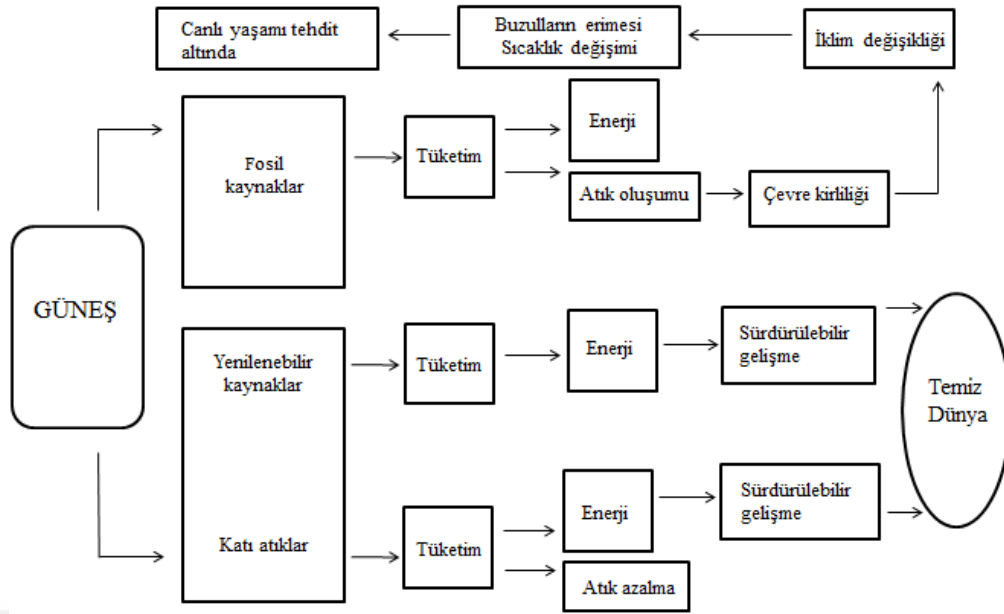 Canlı yaşamı tehdit
altında
Buzulların erimesi
Sıcaklık değişimi
İklim değişikliği
Fosil
kaynaklar
Tüketim
Enerji
Atık oluşumu
Çevre kirliliği
GÜNEŞ
Yenilenebilir
kaynaklar
Tüketim
Enerji
Sürdürülebilir
gelişme
Temiz
Dünya
Katı atıklar
Tüketim
Enerji
Sürdürülebilir
gelişme
Atık azalma